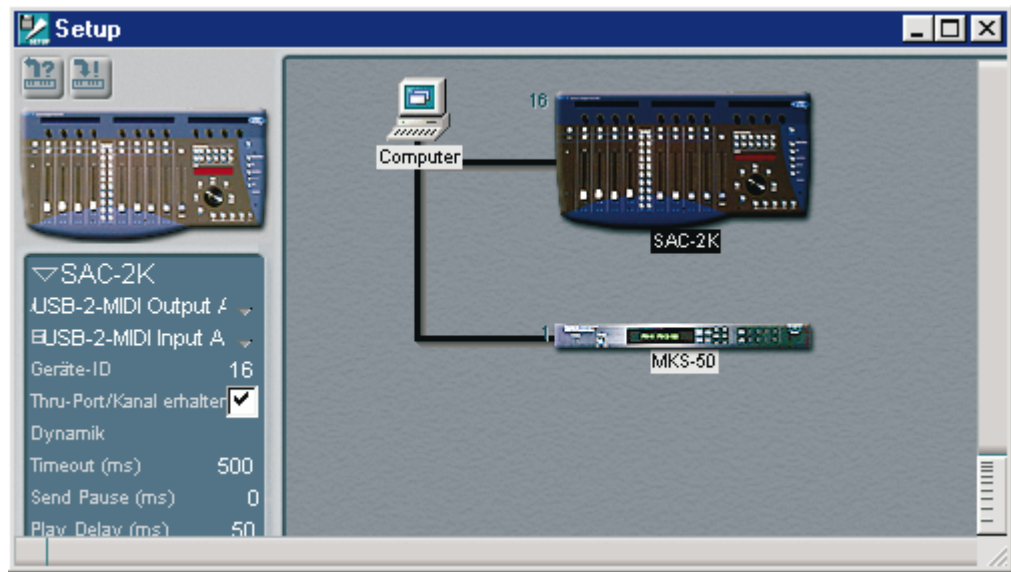 Setup
SAC-2K
USB-2-MIDI Output A
USB-2-MIDI Input A
Geräte-ID 16
Thru-Port/Kanal erhalten
Dynamik
Timeout (ms) 500
Send Pause (ms) 0
Play Delay (ms) 50
Computer
16
SAC-2K
1
MKS-50